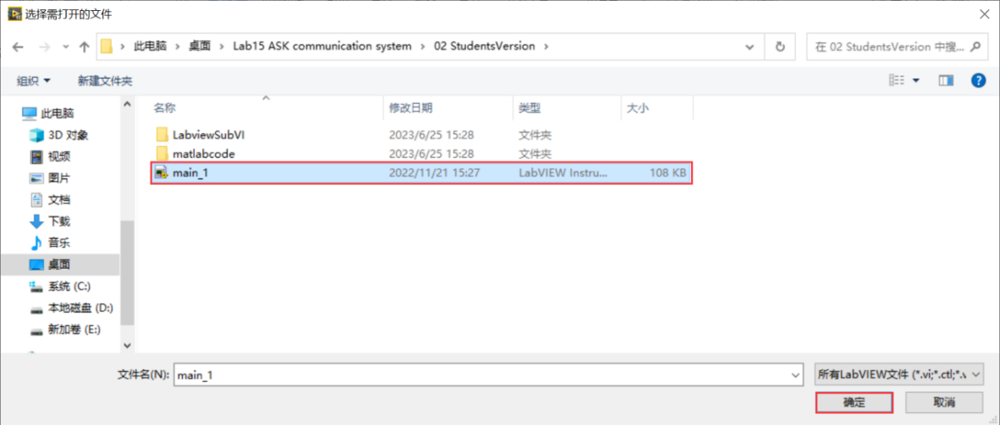 选择需打开的文件
此电脑 > 桌面 > Lab15 ASK communication system > 02 StudentsVersion >
在 02 StudentsVersion 中搜...
组织
新建文件夹
名称 修改日期 类型 大小
此电脑
3D 对象
视频
图片
文档
下载
音乐
桌面
系统 (C:)
本地磁盘 (D:)
新加卷 (E:)
LabviewSubVI 2023/6/25 15:28 文件夹
matlabcode 2023/6/25 15:28 文件夹
main_1 2022/11/21 15:27 LabVIEW Instru... 108 KB
文件名(N): main_1
所有LabVIEW文件 (*.vi;*.ctl;*.v
确定
取消